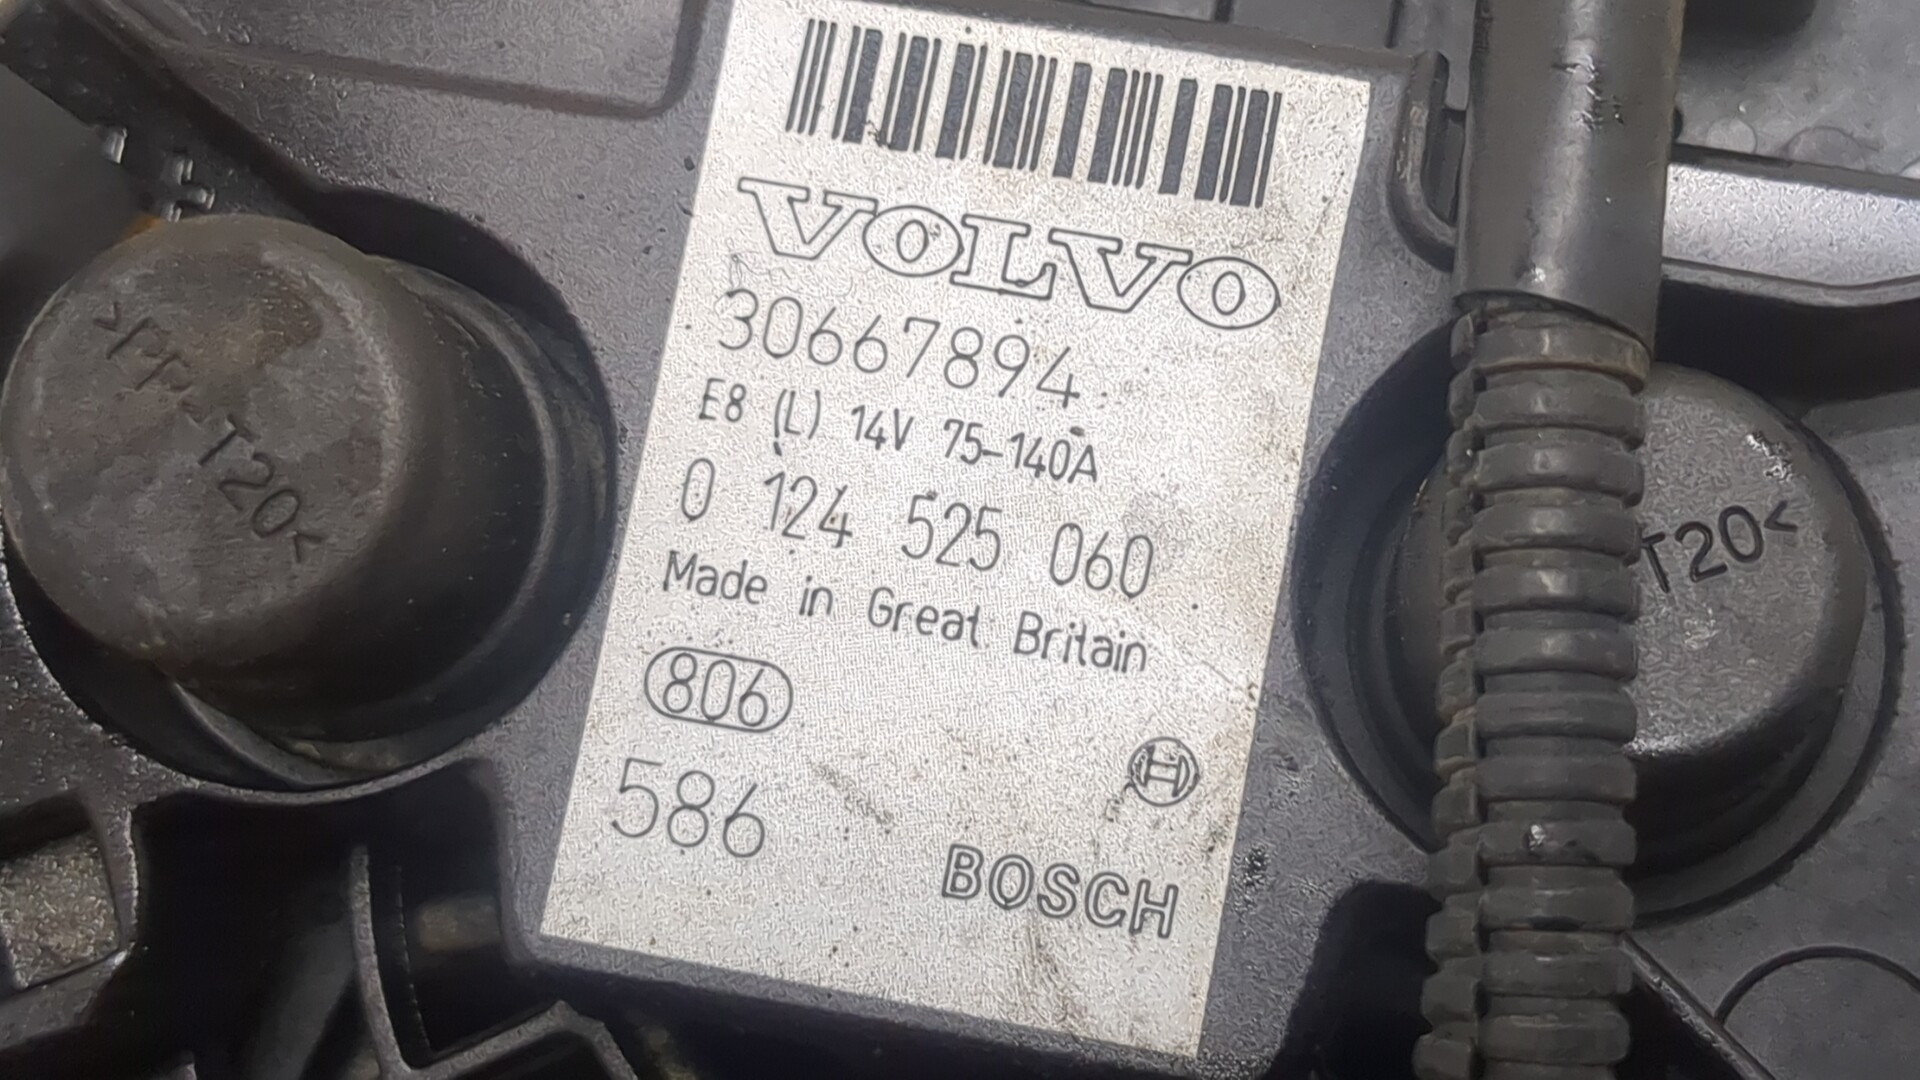 VOLVO
30667894
E8 (L) 14V 75-140A
0 124 525 060
Made in Great Britain
806
586
BOSCH
>PP-T20<
T20<